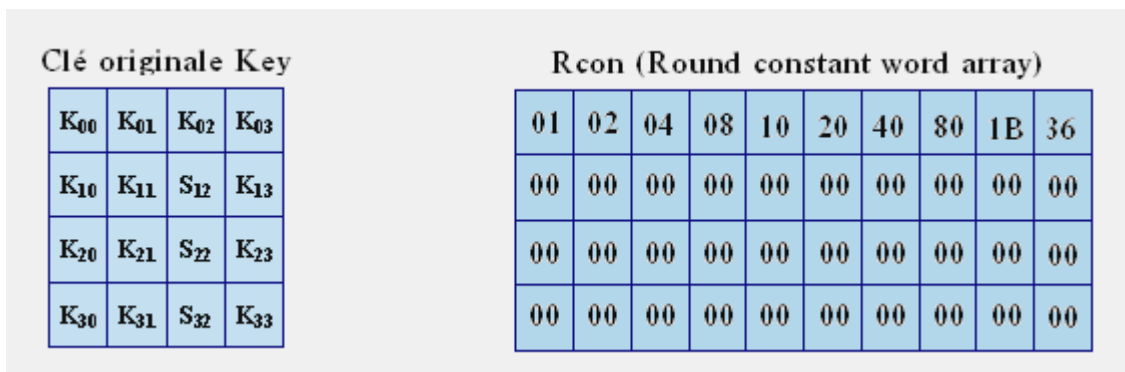 Clé originale Key
Rcon (Round constant word array)
K00 K01 K02 K03
K10 K11 S12 K13
K20 K21 S22 K23
K30 K31 S32 K33
01 02 04 08 10 20 40 80 1B 36
00 00 00 00 00 00 00 00 00 00
00 00 00 00 00 00 00 00 00 00
00 00 00 00 00 00 00 00 00 00